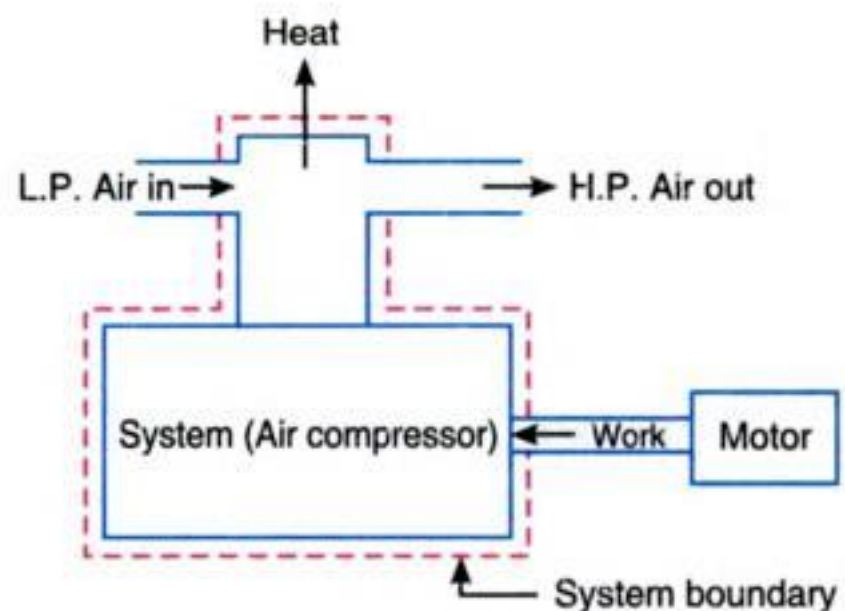 Heat
L.P. Air in
H.P. Air out
System (Air compressor)
Work
Motor
System boundary